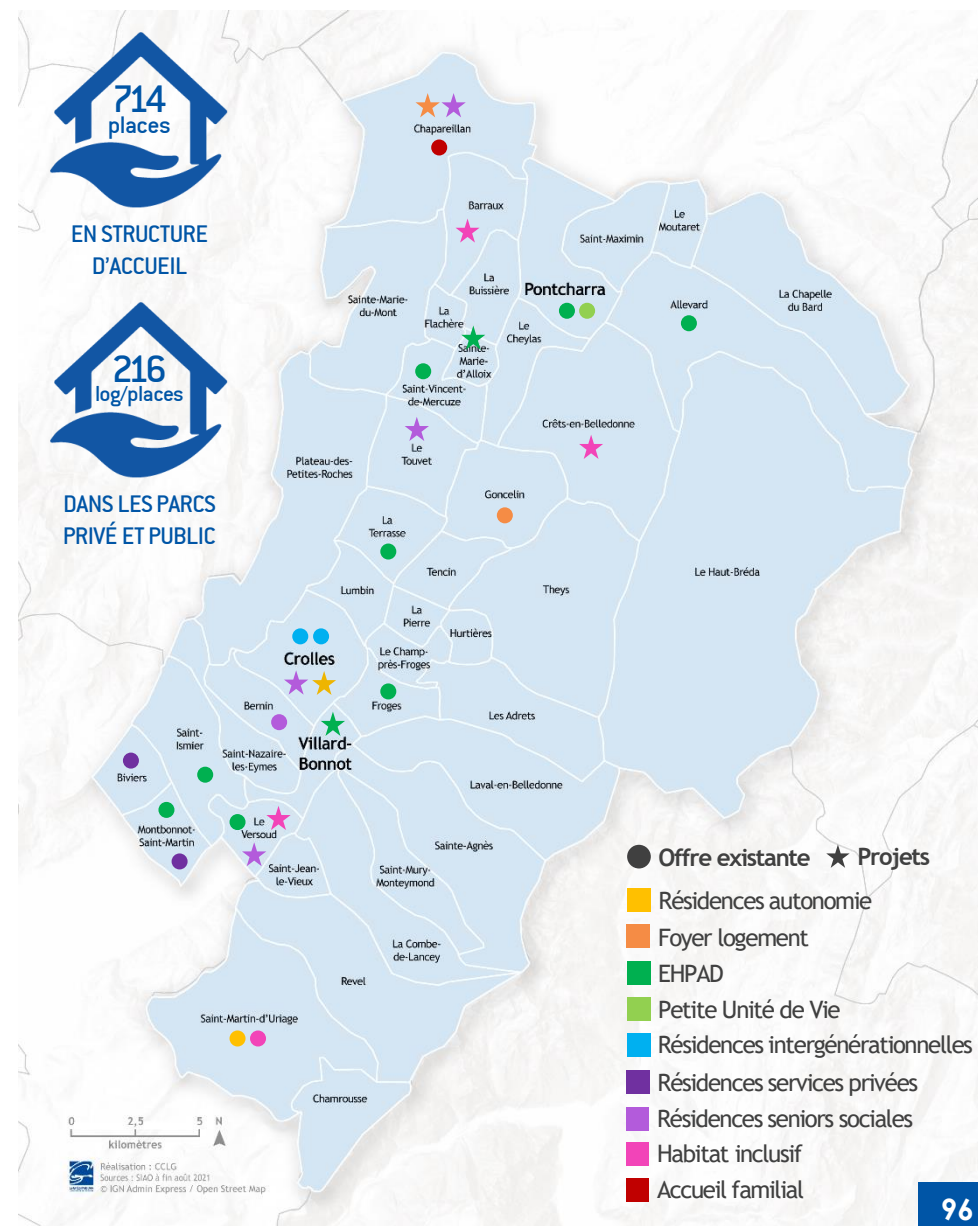 714
places
EN STRUCTURE
D'ACCUEIL
216
log/places
DANS LES PARCS
PRIVÉ ET PUBLIC
Chapareillan
Barraux
Le
Moutaret
Saint-Maximin
La
Buissière
Pontcharra
Allevard
La Chapelle
du Bard
Sainte-Marie-
du-Mont
La
Flachère
Le
Cheylas
Sainte-
Marie-
d'Alloix
Saint-Vincent-
de-Mercuze
Crêts-en-Belledonne
Le
Touvet
Plateau-des-
Petites-Roches
Goncelin
La
Terrasse
Tencin
Le Haut-Bréda
Lumbin
Theys
La
Pierre
Hurtières
Crolles
Le Champ-
près-Froges
Bernin
Froges
Les Adrets
Saint-
Ismier
Villard-
Bonnot
Saint-Nazaire-
les-Eymes
Biviers
Laval-en-Belledonne
Montbonnot-
Saint-Martin
Le
Versoud
Sainte-Agnès
Saint-Jean-
le-Vieux
Saint-Mury-
Monteymond
La Combe-
de-Lancey
Revel
Saint-Martin-d'Uriage
Chamrousse
Offre existante
Projets
Résidences autonomie
Foyer logement
EHPAD
Petite Unité de Vie
Résidences intergénérationnelles
Résidences services privées
Résidences seniors sociales
Habitat inclusif
Accueil familial
0 2,5 5 N
kilomètres
Réalisation : CCLG
Sources : SIAO à fin août 2021
© IGN Admin Express / Open Street Map
96